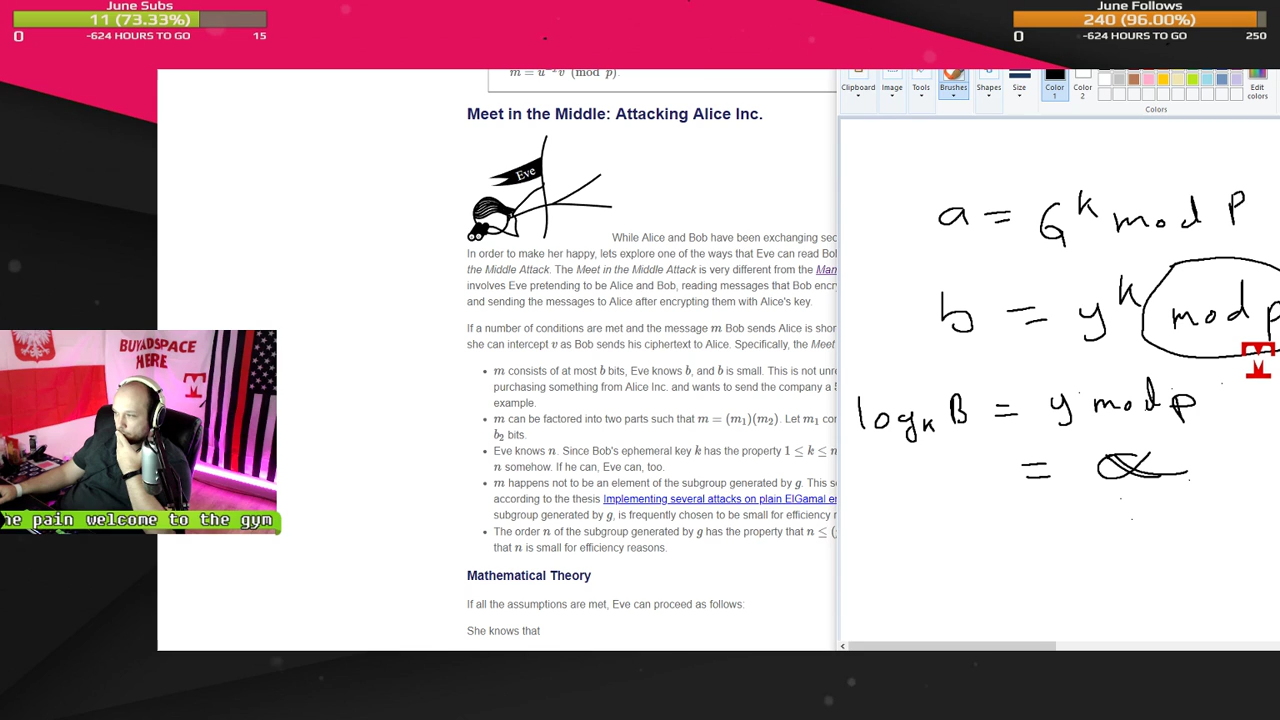 June Subs
11 (73.33%)
0 -624 HOURS TO GO 15
June Follows
240 (96.00%)
0 -624 HOURS TO GO 250
(mod p).
Meet in the Middle: Attacking Alice Inc.
Eve
While Alice and Bob have been exchanging sec
In order to make her happy, lets explore one of the ways that Eve can read Bol
the Middle Attack. The Meet in the Middle Attack is very different from the Man
involves Eve pretending to be Alice and Bob, reading messages that Bob encry
and sending the messages to Alice after encrypting them with Alice's key.
If a number of conditions are met and the message m Bob sends Alice is shor
she can intercept v as Bob sends his ciphertext to Alice. Specifically, the Meet
• m consists of at most b bits, Eve knows b, and b is small. This is not unre
purchasing something from Alice Inc. and wants to send the company a 5
example.
• m can be factored into two parts such that m = (m₁)(m₂). Let m₁ con
b₂ bits.
• Eve knows n. Since Bob's ephemeral key k has the property 1 ≤ k ≤ n
n somehow. If he can, Eve can, too.
• m happens not to be an element of the subgroup generated by g. This s
according to the thesis Implementing several attacks on plain ElGamal en
subgroup generated by g, is frequently chosen to be small for efficiency r
• The order n of the subgroup generated by g has the property that n ≤ (
that n is small for efficiency reasons.
Mathematical Theory
If all the assumptions are met, Eve can proceed as follows:
She knows that
Clipboard Image Tools Brushes Shapes Size Color 1 Color 2 Edit colors
Colors
a = G^k mod p
b = y^k mod p
log_k B = y mod p
=
BUY ADSPACE
HERE
pain welcome to the gym